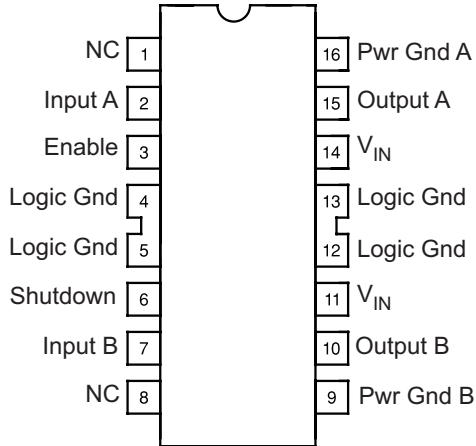 NC 1 16 Pwr Gnd A
Input A 2 15 Output A
Enable 3 14 VIN
Logic Gnd 4 13 Logic Gnd
Logic Gnd 5 12 Logic Gnd
Shutdown 6 11 VIN
Input B 7 10 Output B
NC 8 9 Pwr Gnd B